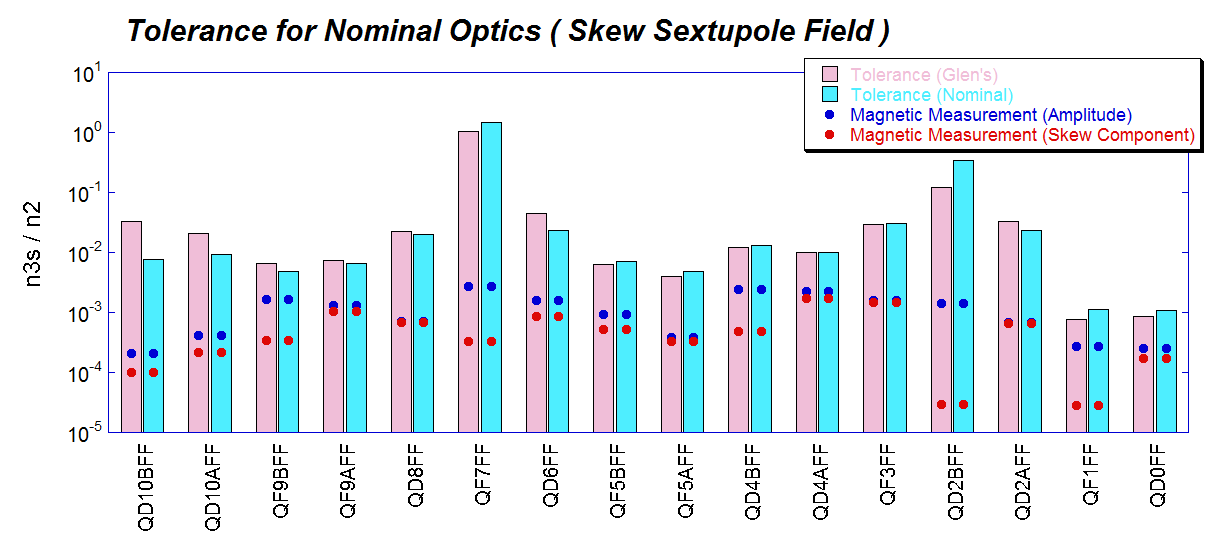 Tolerance for Nominal Optics ( Skew Sextupole Field )
Tolerance (Glen's)
Tolerance (Nominal)
Magnetic Measurement (Amplitude)
Magnetic Measurement (Skew Component)
n3s / n2
10^1
10^0
10^-1
10^-2
10^-3
10^-4
10^-5
QD10BFF
QD10AFF
QF9BFF
QF9AFF
QD8FF
QF7FF
QD6FF
QF5BFF
QF5AFF
QD4BFF
QD4AFF
QF3FF
QD2BFF
QD2AFF
QF1FF
QD0FF